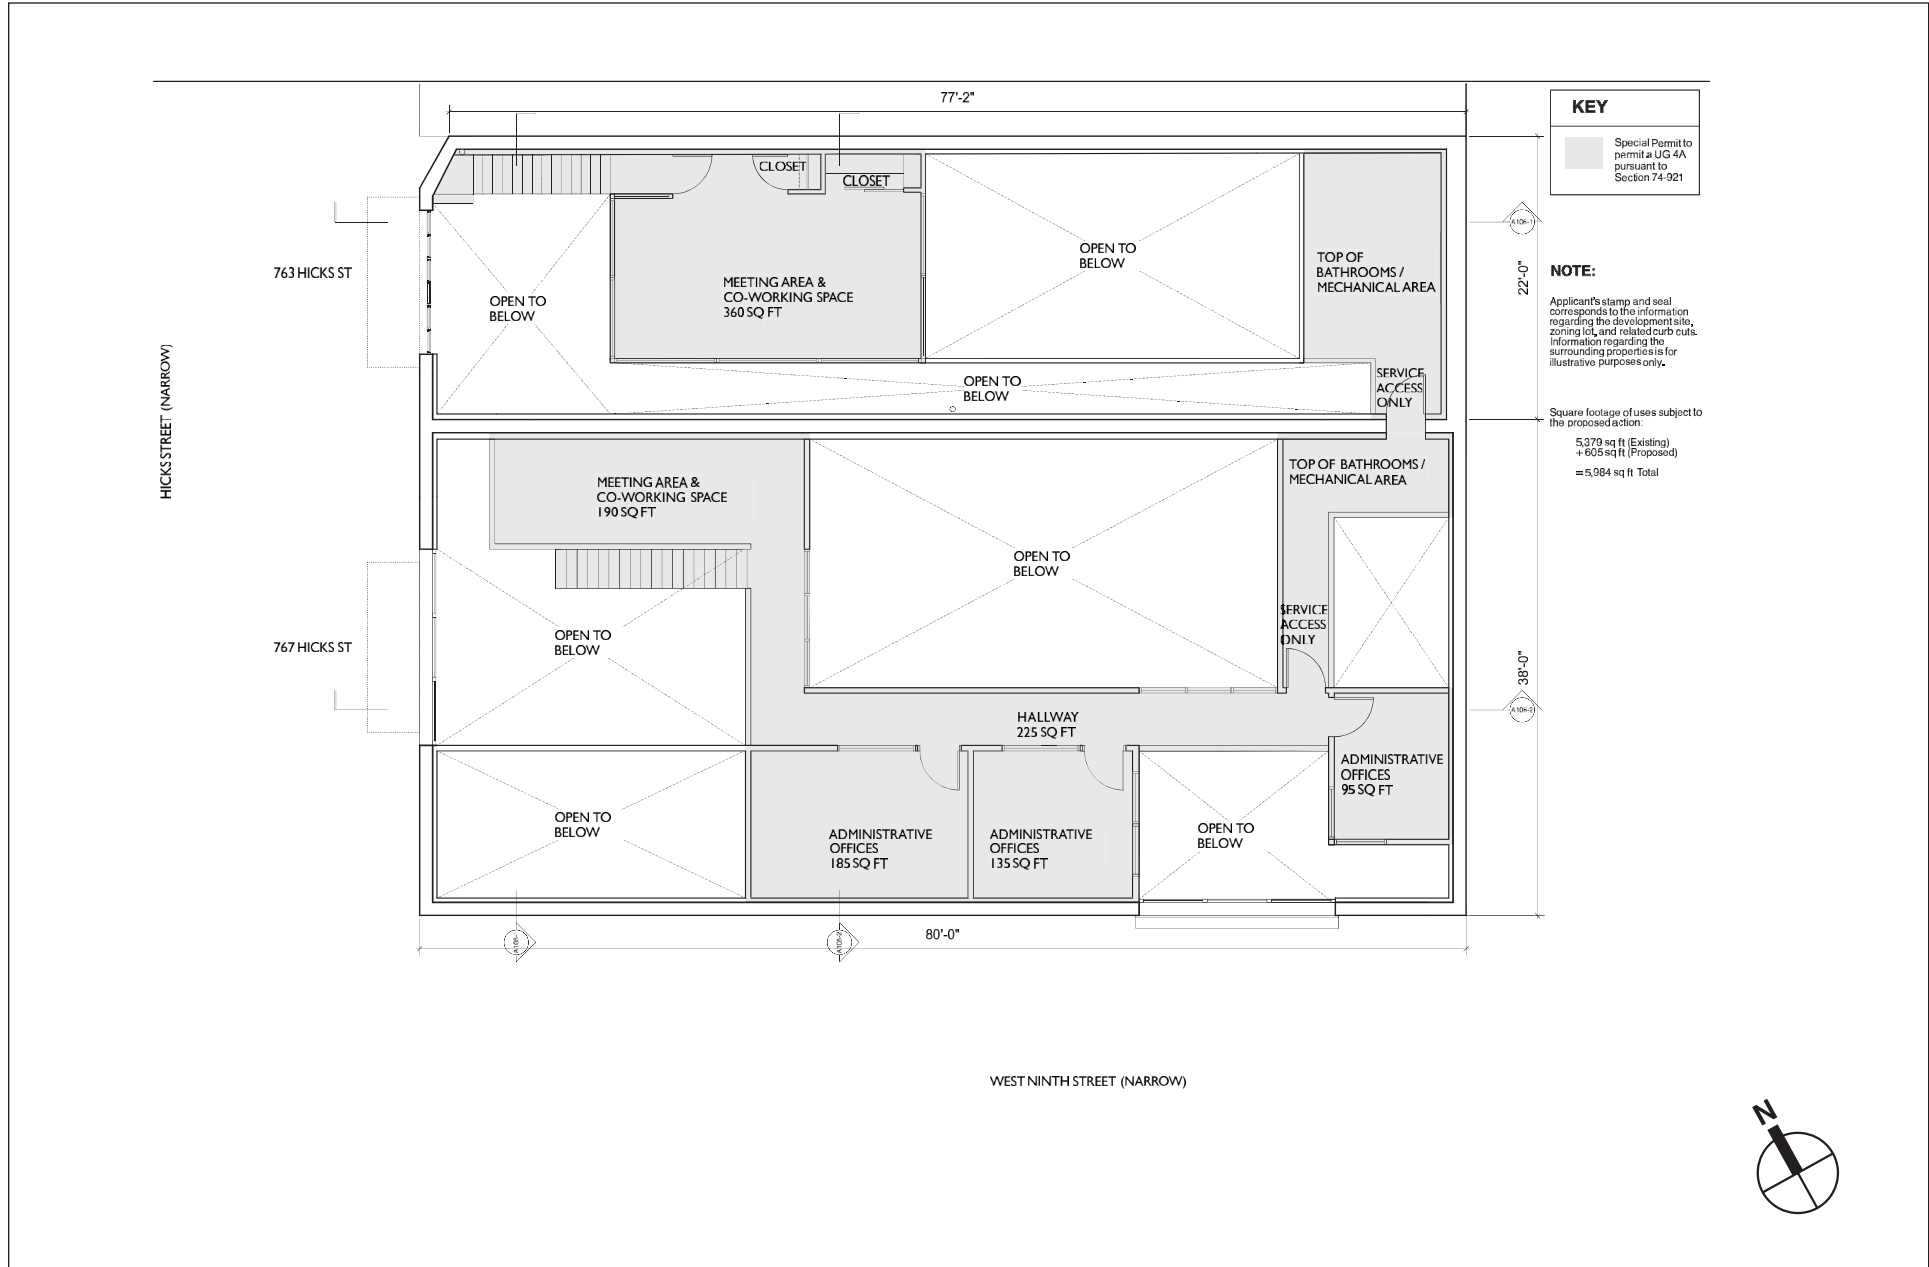 77'-2"
KEY
Special Permit to
permit a UG 4A
pursuant to
Section 74-921
CLOSET
CLOSET
A106-1
763 HICKS ST
OPEN TO
BELOW
MEETING AREA &
CO-WORKING SPACE
360 SQ FT
OPEN TO
BELOW
TOP OF
BATHROOMS /
MECHANICAL AREA
22'-0"
NOTE:
Applicant's stamp and seal
corresponds to the information
regarding the development site,
zoning lot, and related curb cuts.
Information regarding the
surrounding properties is for
illustrative purposes only.
HICKS STREET (NARROW)
OPEN TO
BELOW
SERVICE
ACCESS
ONLY
Square footage of uses subject to
the proposed action:
5,379 sq ft (Existing)
+ 605 sq ft (Proposed)
= 5,984 sq ft Total
MEETING AREA &
CO-WORKING SPACE
190 SQ FT
TOP OF BATHROOMS /
MECHANICAL AREA
OPEN TO
BELOW
SERVICE
ACCESS
ONLY
767 HICKS ST
OPEN TO
BELOW
38'-0"
A106-2
HALLWAY
225 SQ FT
ADMINISTRATIVE
OFFICES
95 SQ FT
OPEN TO
BELOW
ADMINISTRATIVE
OFFICES
185 SQ FT
ADMINISTRATIVE
OFFICES
135 SQ FT
OPEN TO
BELOW
80'-0"
WEST NINTH STREET (NARROW)
N